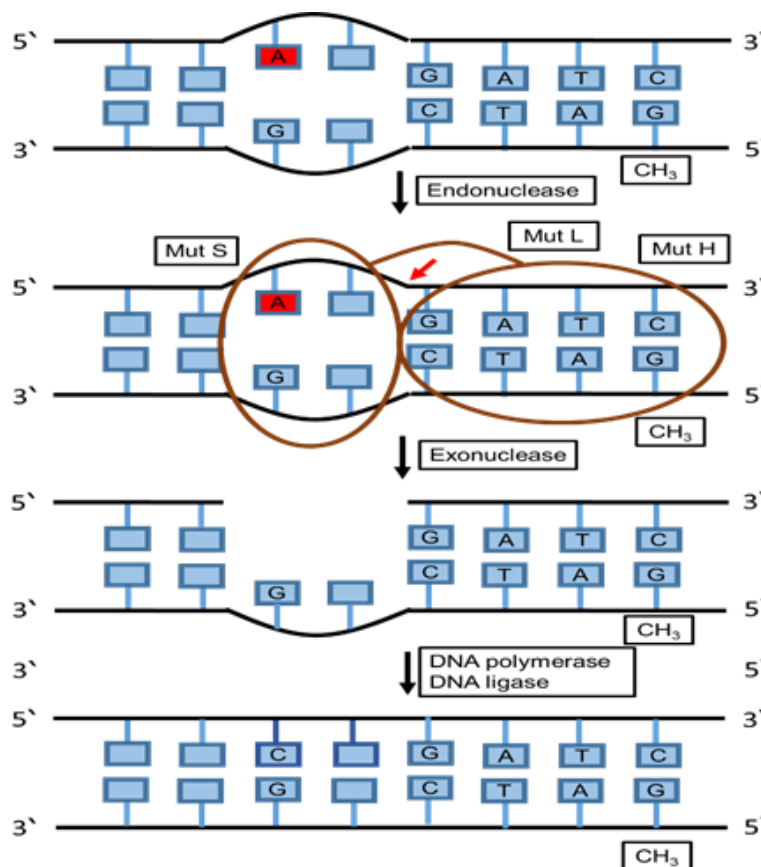 5` 3`
A
G A T C
G C T A G
3` 5`
CH3
Endonuclease
Mut S Mut L Mut H
5` 3`
A G A T C
G C T A G
3` 5`
CH3
Exonuclease
5` 3`
G A T C
G C T A G
3` 5`
CH3
3` 5`
DNA polymerase
DNA ligase
5` 3`
C G A T C
G C T A G
3` 5`
CH3